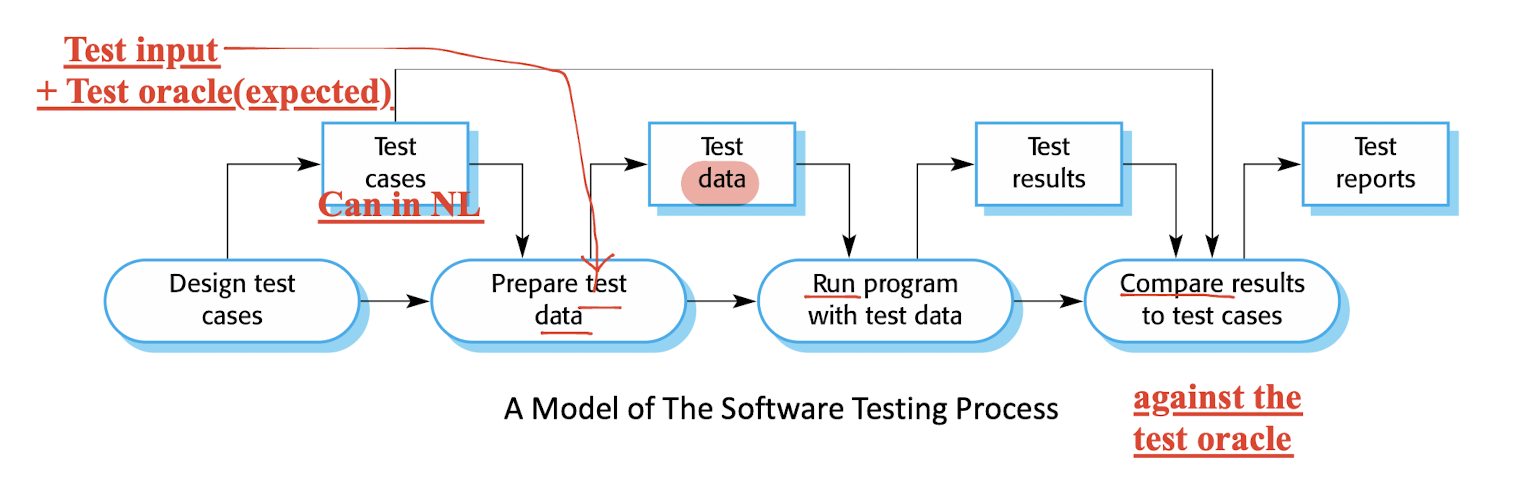 Test input
+ Test oracle(expected)
Test
cases
Can in NL
Test
data
Test
results
Test
reports
Design test
cases
Prepare test
data
Run program
with test data
Compare results
to test cases
A Model of The Software Testing Process
against the
test oracle